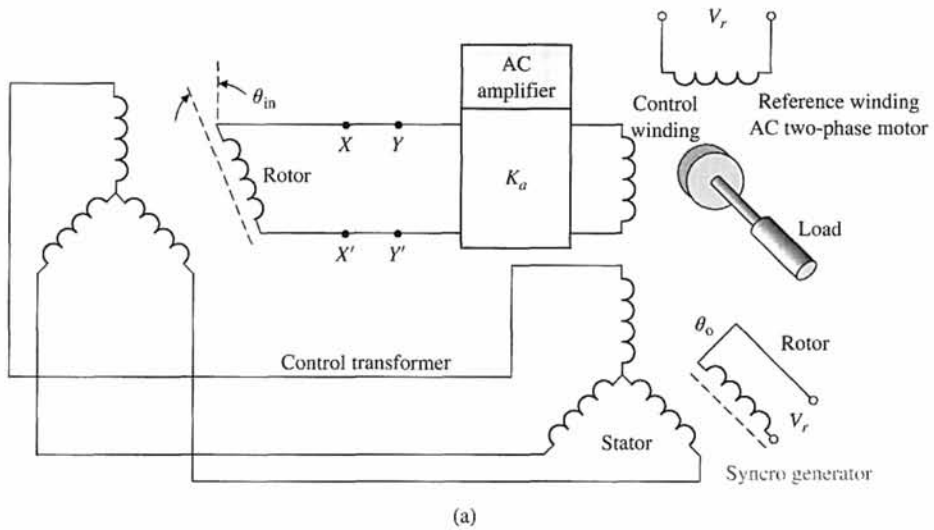 V_r
AC
amplifier
θ_in
Control
winding
Reference winding
AC two-phase motor
X
Y
Rotor
K_a
Load
X'
Y'
θ_o
Rotor
Control transformer
V_r
Stator
Syncro generator
(a)